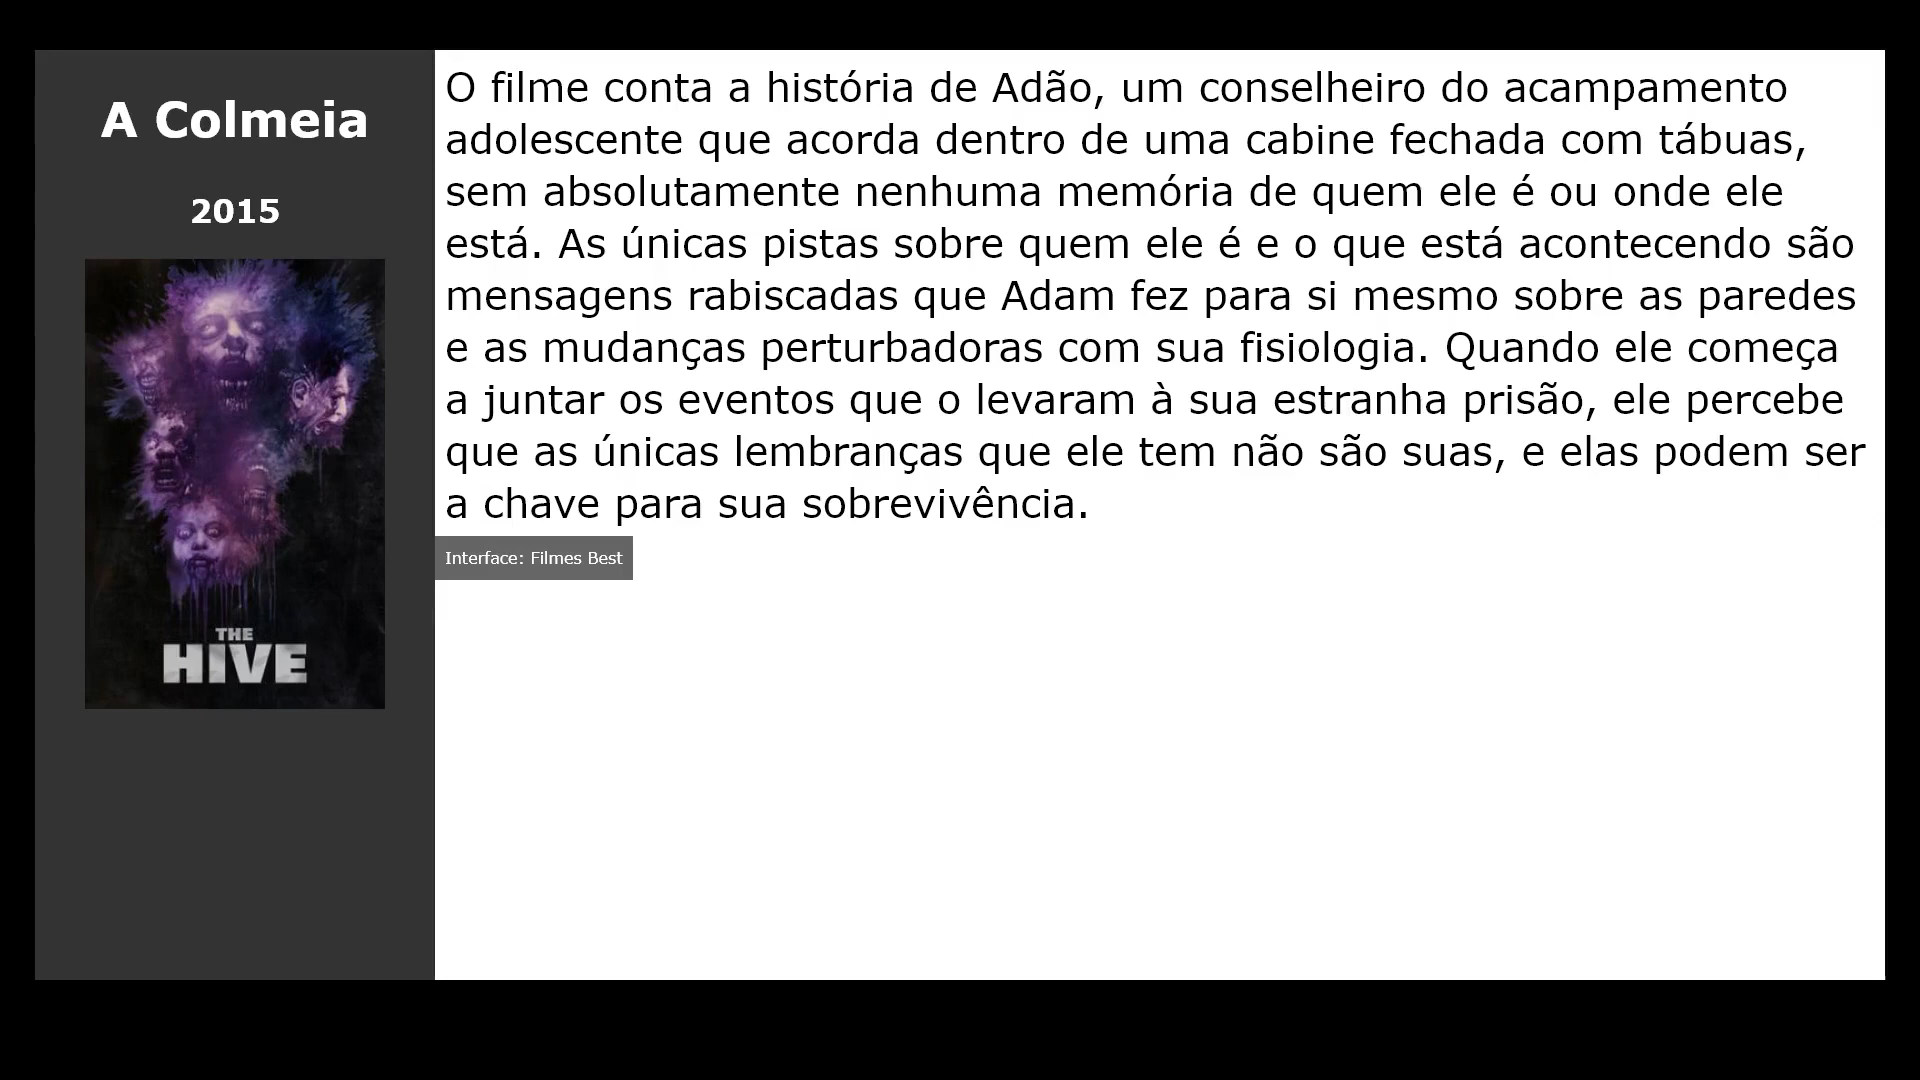 A Colmeia
2015
THE
HIVE
O filme conta a história de Adão, um conselheiro do acampamento
adolescente que acorda dentro de uma cabine fechada com tábuas,
sem absolutamente nenhuma memória de quem ele é ou onde ele
está. As únicas pistas sobre quem ele é e o que está acontecendo são
mensagens rabiscadas que Adam fez para si mesmo sobre as paredes
e as mudanças perturbadoras com sua fisiologia. Quando ele começa
a juntar os eventos que o levaram à sua estranha prisão, ele percebe
que as únicas lembranças que ele tem não são suas, e elas podem ser
a chave para sua sobrevivência.
Interface: Filmes Best